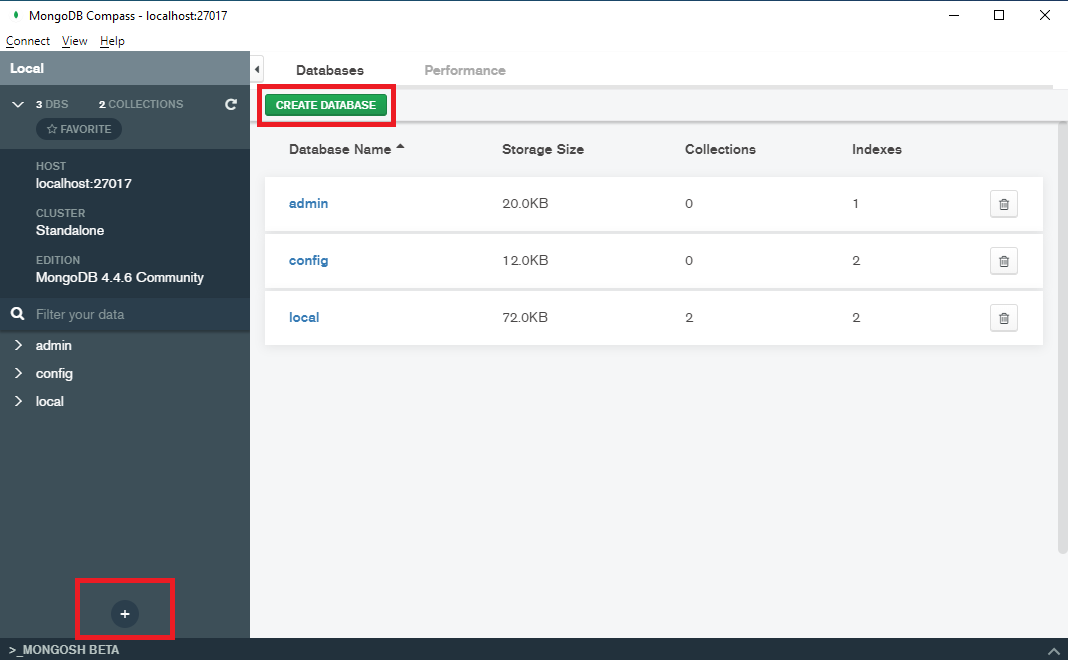 MongoDB Compass - localhost:27017
Connect View Help
Local
3 DBS 2 COLLECTIONS
FAVORITE
HOST
localhost:27017
CLUSTER
Standalone
EDITION
MongoDB 4.4.6 Community
Filter your data
admin
config
local
+
>_MONGOSH BETA
Databases Performance
CREATE DATABASE
Database Name Storage Size Collections Indexes
admin 20.0KB 0 1
config 12.0KB 0 2
local 72.0KB 2 2